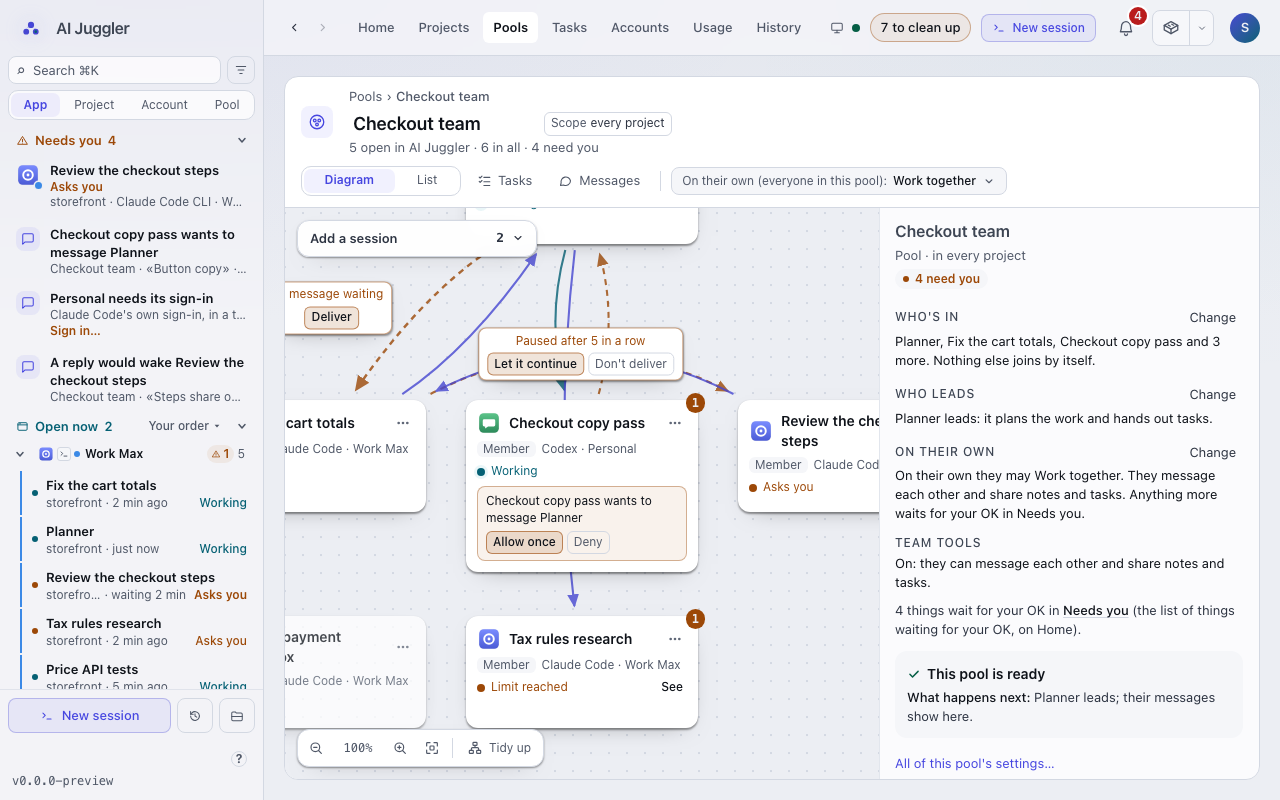 AI Juggler
Search ⌘K
App Project Account Pool
Needs you 4
Review the checkout steps
Asks you
storefront · Claude Code CLI · W...
Checkout copy pass wants to
message Planner
Checkout team · «Button copy» ·...
Personal needs its sign-in
Claude Code's own sign-in, in a t...
Sign in...
A reply would wake Review the
checkout steps
Checkout team · «Steps share o...
Open now 2 Your order
Work Max 1 5
Fix the cart totals
storefront · 2 min ago Working
Planner
storefront · just now Working
Review the checkout steps
storefro... · waiting 2 min Asks you
Tax rules research
storefront · 2 min ago Asks you
Price API tests
storefront · 5 min ago Working
New session
?
v0.0.0-preview
Home Projects Pools Tasks Accounts Usage History
7 to clean up
New session
4
S
Pools › Checkout team
Checkout team
Scope every project
5 open in AI Juggler · 6 in all · 4 need you
Diagram List Tasks Messages
On their own (everyone in this pool): Work together
Add a session 2
message waiting
Deliver
Paused after 5 in a row
Let it continue Don't deliver
cart totals
Claude Code · Work Max
1
Checkout copy pass
Member Codex · Personal
Working
Checkout copy pass wants to
message Planner
Allow once Deny
Review the che
steps
Member Claude Cod
Asks you
payment
ox
aude Code · Work Max
1
Tax rules research
Member Claude Code · Work Max
Limit reached See
100% Tidy up
Checkout team
Pool · in every project
4 need you
WHO'S IN Change
Planner, Fix the cart totals, Checkout copy pass and 3
more. Nothing else joins by itself.
WHO LEADS Change
Planner leads: it plans the work and hands out tasks.
ON THEIR OWN Change
On their own they may Work together. They message
each other and share notes and tasks. Anything more
waits for your OK in Needs you.
TEAM TOOLS
On: they can message each other and share notes and
tasks.
4 things wait for your OK in Needs you (the list of things
waiting for your OK, on Home).
This pool is ready
What happens next: Planner leads; their messages
show here.
All of this pool's settings...